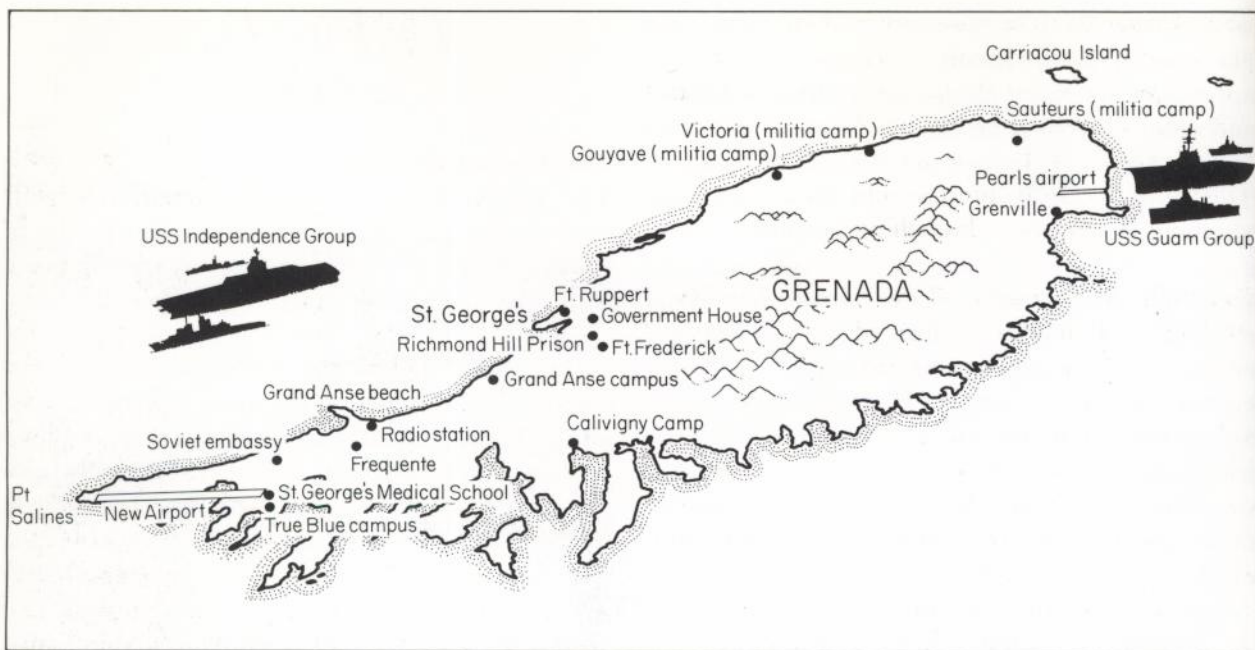 Carriacou Island
Sauteurs (militia camp)
Victoria (militia camp)
Gouyave (militia camp)
Pearls airport
Grenville
USS Guam Group
USS Independence Group
GRENADA
Ft. Ruppert
St. George's
Government House
Richmond Hill Prison
Ft. Frederick
Grand Anse campus
Grand Anse beach
Radio station
Calivigny Camp
Soviet embassy
Frequente
Pt
Salines
New Airport
St. George's Medical School
True Blue campus